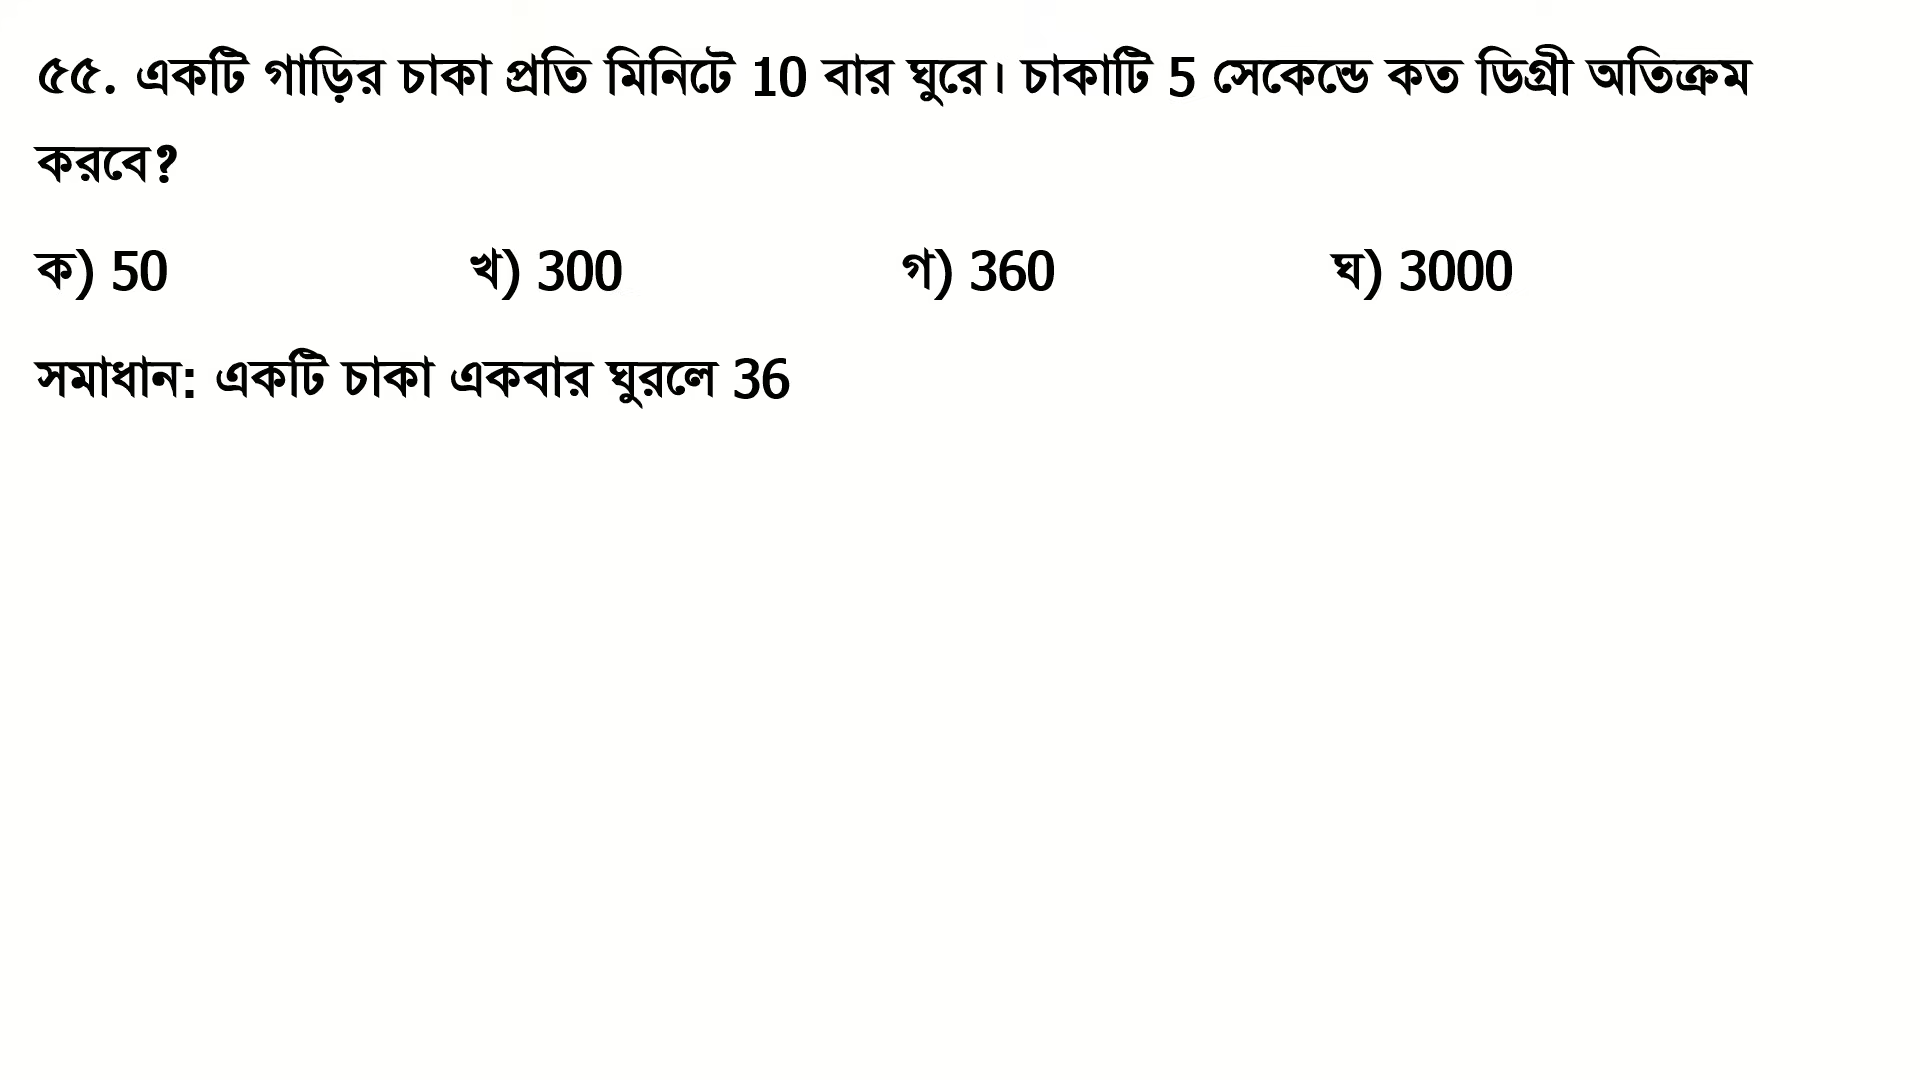 ৫৫. একটি গাড়ির চাকা প্রতি মিনিটে 10 বার ঘুরে। চাকাটি 5 সেকেন্ডে কত ডিগ্রী অতিক্রম
করবে?
ক) 50 খ) 300 গ) 360 ঘ) 3000
সমাধান: একটি চাকা একবার ঘুরলে 36